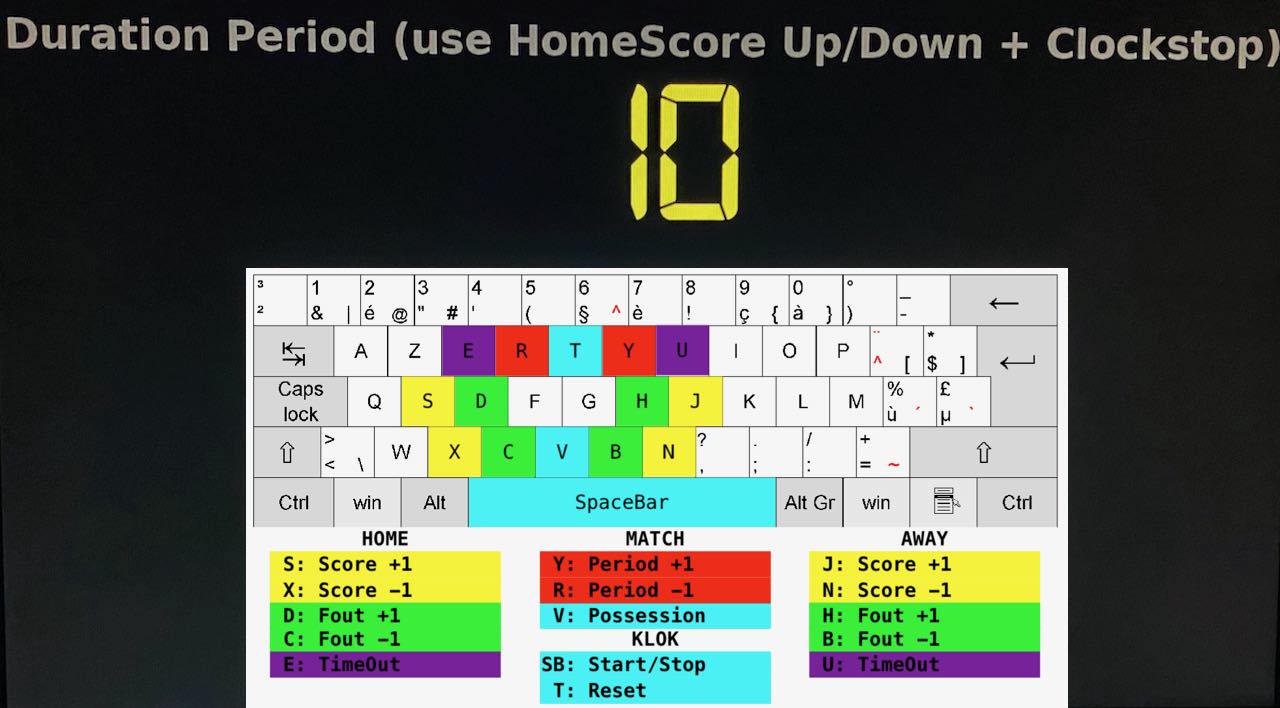 Duration Period (use HomeScore Up/Down + Clockstop)
10
³ 1 2 3 4 5 6 7 8 9 0 ° _
² & | é @ " # ' ( § ^ è ! ç { à } ) -
A Z E R T Y U I O P ¨ *
^ [ $ ]
Caps lock Q S D F G H J K L M % £
ù ´ µ `
> W X C V B N ? . / +
< \ , ; : = ~
Ctrl win Alt SpaceBar Alt Gr win Ctrl
HOME
S: Score +1
X: Score −1
D: Fout +1
C: Fout −1
E: TimeOut
MATCH
Y: Period +1
R: Period −1
V: Possession
KLOK
SB: Start/Stop
T: Reset
AWAY
J: Score +1
N: Score −1
H: Fout +1
B: Fout −1
U: TimeOut